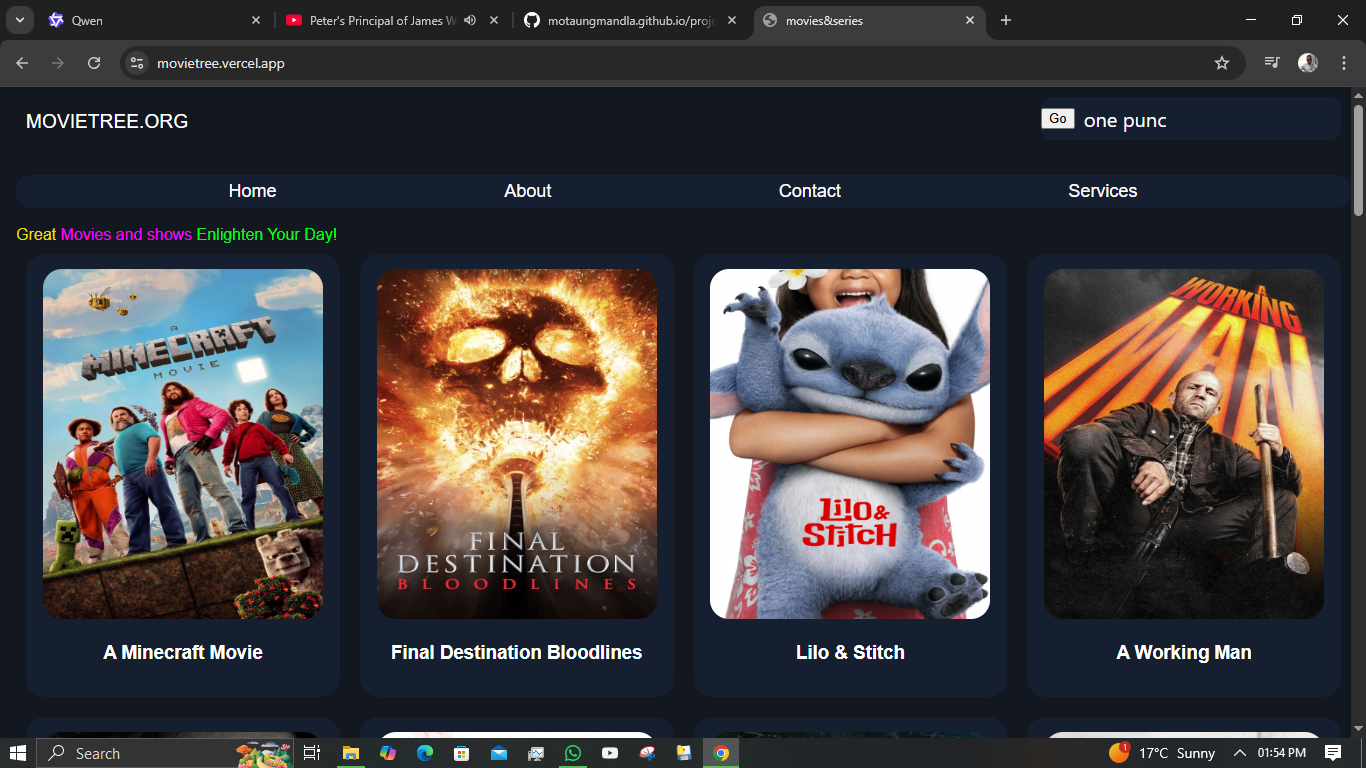 Qwen
Peter's Principal of James W
motaungmandla.github.io/proje
movies&series
movietree.vercel.app
MOVIETREE.ORG
Go
one punc
Home
About
Contact
Services
Great Movies and shows Enlighten Your Day!
A
MINECRAFT
MOVIE
FINAL
DESTINATION
BLOODLINES
Lilo &
Stitch
A
WORKING
MAN
A Minecraft Movie
Final Destination Bloodlines
Lilo & Stitch
A Working Man
Search
1
17°C Sunny
01:54 PM